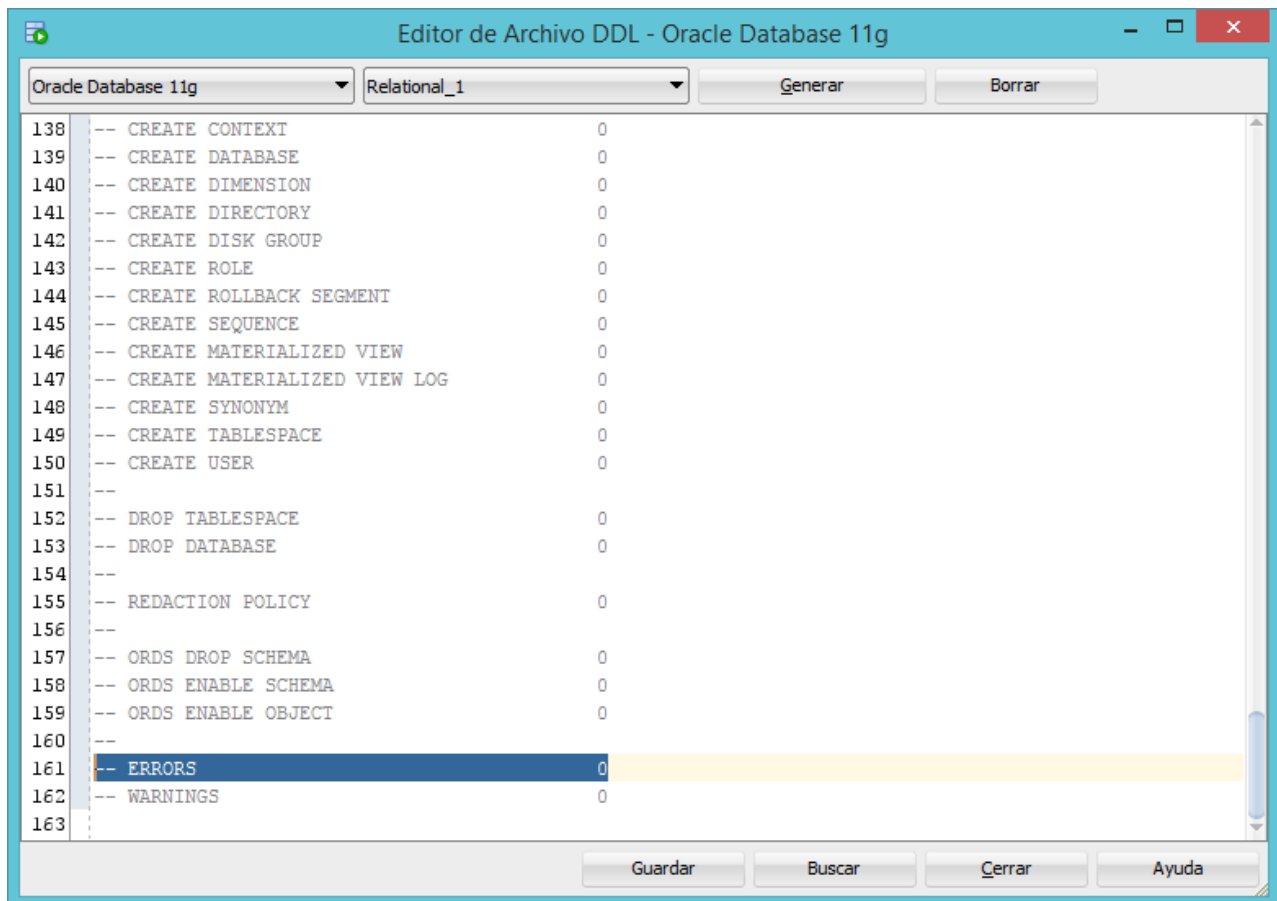 Editor de Archivo DDL - Oracle Database 11g
Oracle Database 11g Relational_1 Generar Borrar
138 -- CREATE CONTEXT 0
139 -- CREATE DATABASE 0
140 -- CREATE DIMENSION 0
141 -- CREATE DIRECTORY 0
142 -- CREATE DISK GROUP 0
143 -- CREATE ROLE 0
144 -- CREATE ROLLBACK SEGMENT 0
145 -- CREATE SEQUENCE 0
146 -- CREATE MATERIALIZED VIEW 0
147 -- CREATE MATERIALIZED VIEW LOG 0
148 -- CREATE SYNONYM 0
149 -- CREATE TABLESPACE 0
150 -- CREATE USER 0
151 --
152 -- DROP TABLESPACE 0
153 -- DROP DATABASE 0
154 --
155 -- REDACTION POLICY 0
156 --
157 -- ORDS DROP SCHEMA 0
158 -- ORDS ENABLE SCHEMA 0
159 -- ORDS ENABLE OBJECT 0
160 --
161 -- ERRORS 0
162 -- WARNINGS 0
163
Guardar Buscar Cerrar Ayuda